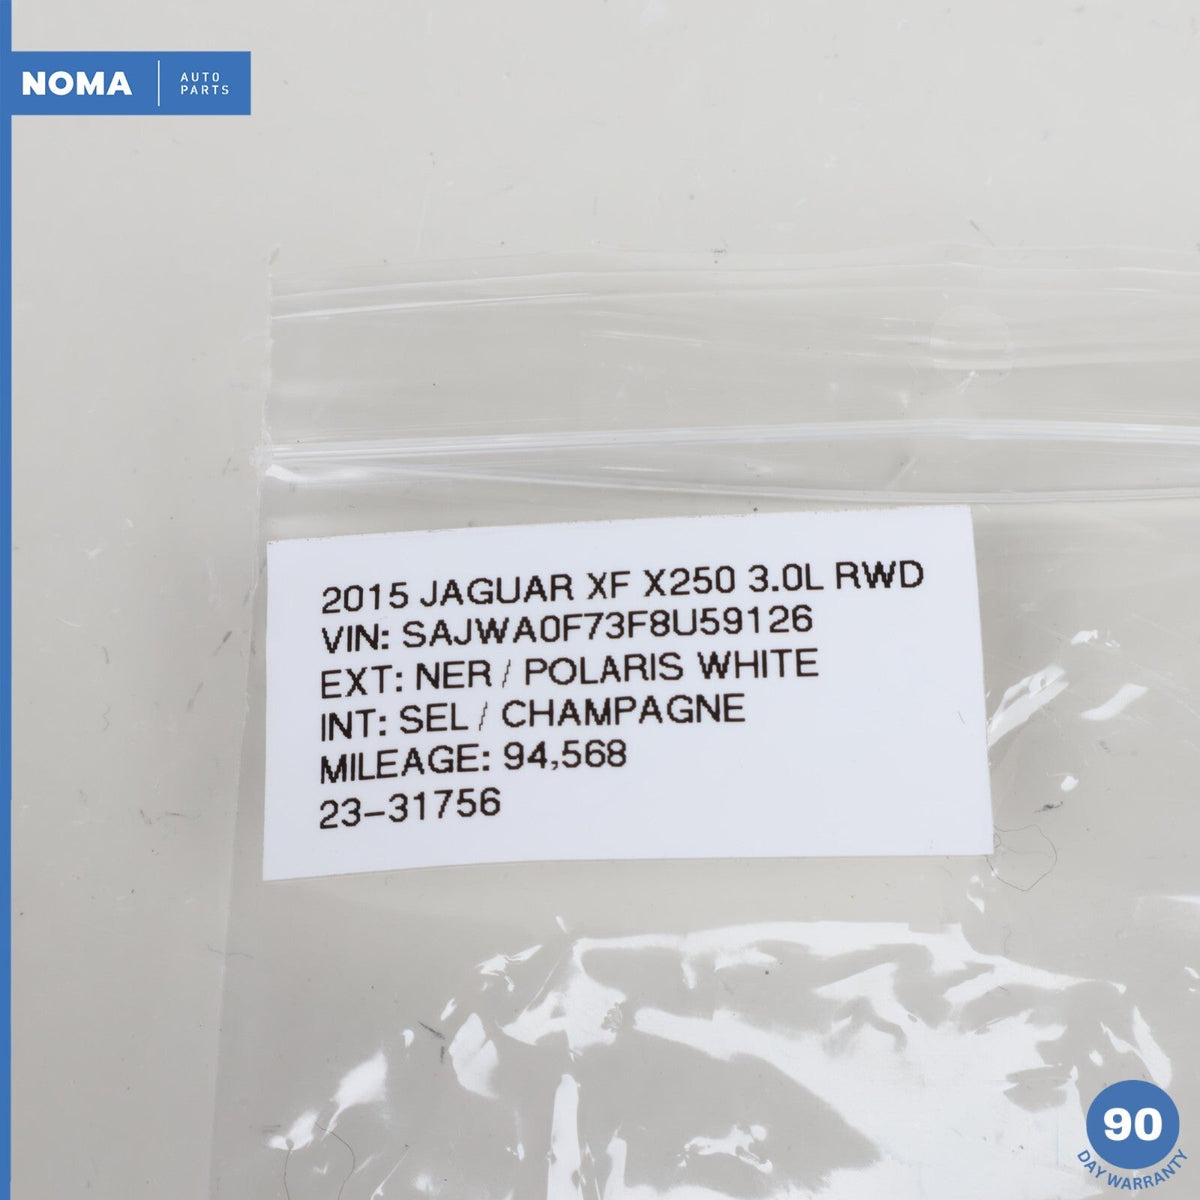 NOMA
AUTO
PARTS
2015 JAGUAR XF X250 3.0L RWD
VIN: SAJWA0F73F8U59126
EXT: NER / POLARIS WHITE
INT: SEL / CHAMPAGNE
MILEAGE: 94,568
23-31756
90
DAY WARRANTY